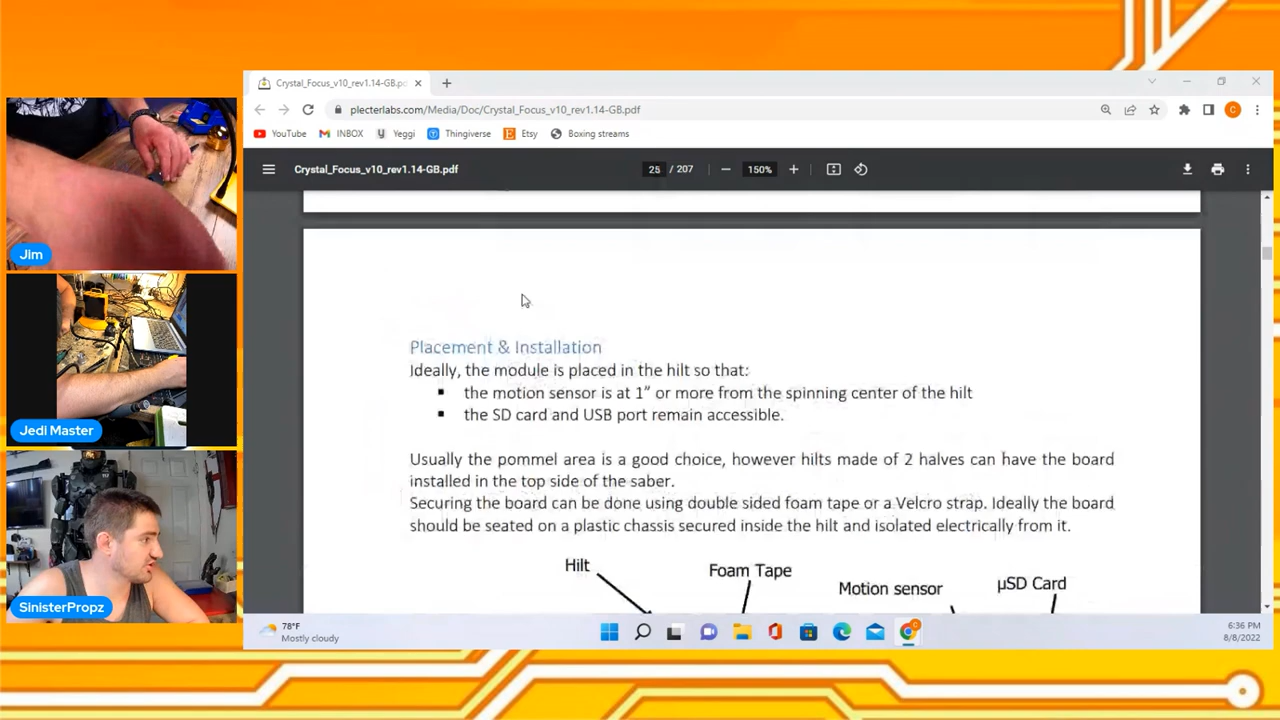 Crystal_Focus_v10_rev1.14-GB.pd
plecterlabs.com/Media/Doc/Crystal_Focus_v10_rev1.14-GB.pdf
C
YouTube
INBOX
Yeggi
Thingiverse
Etsy
Boxing streams
Crystal_Focus_v10_rev1.14-GB.pdf
25 / 207
150%
Placement & Installation
Ideally, the module is placed in the hilt so that:
the motion sensor is at 1” or more from the spinning center of the hilt
the SD card and USB port remain accessible.
Usually the pommel area is a good choice, however hilts made of 2 halves can have the board
installed in the top side of the saber.
Securing the board can be done using double sided foam tape or a Velcro strap. Ideally the board
should be seated on a plastic chassis secured inside the hilt and isolated electrically from it.
Hilt
Foam Tape
Motion sensor
µSD Card
78°F
Mostly cloudy
6:36 PM
8/8/2022
JIm
Jedi Master
SinisterPropz